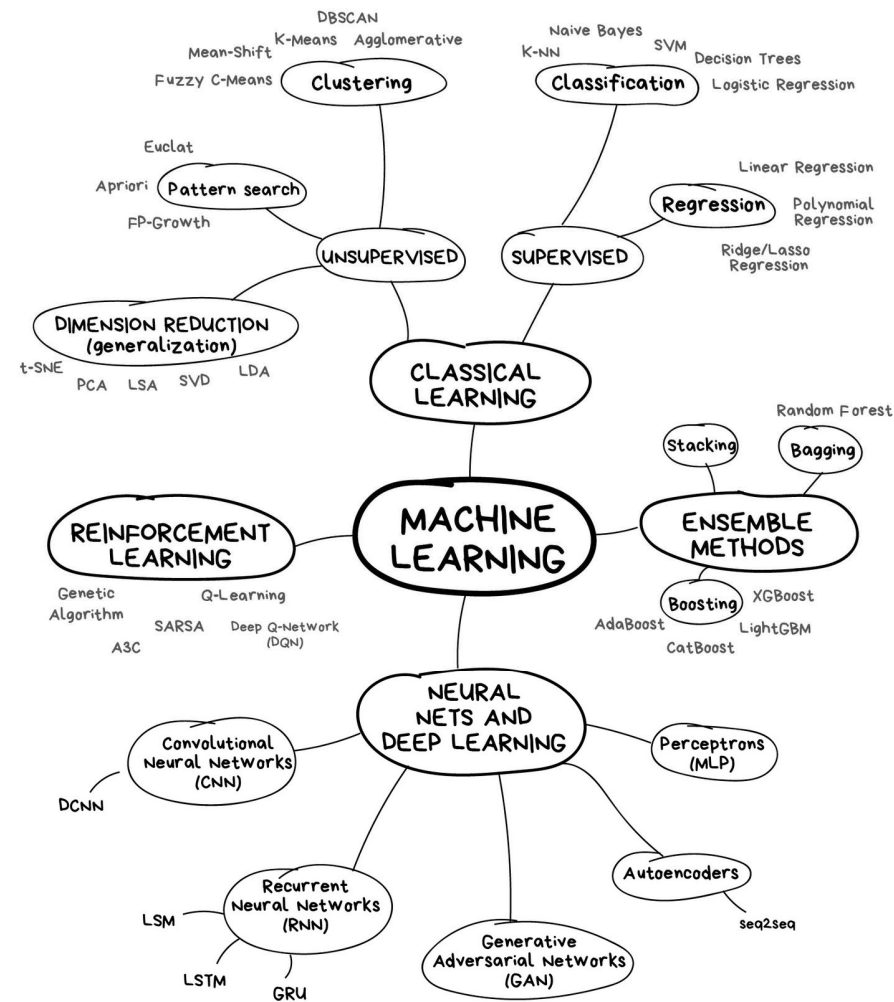 DBSCAN
K-Means
Agglomerative
Mean-Shift
Fuzzy C-Means
Clustering
Naive Bayes
K-NN
SVM
Decision Trees
Classification
Logistic Regression
Euclat
Apriori
Pattern search
FP-Growth
Linear Regression
Regression
Polynomial
Regression
Ridge/Lasso
Regression
UNSUPERVISED
SUPERVISED
DIMENSION REDUCTION
(generalization)
t-SNE
PCA
LSA
SVD
LDA
CLASSICAL
LEARNING
Random Forest
Stacking
Bagging
MACHINE
LEARNING
REINFORCEMENT
LEARNING
Genetic
Algorithm
Q-Learning
SARSA
Deep Q-Network
(DQN)
A3C
ENSEMBLE
METHODS
Boosting
XGBoost
AdaBoost
LightGBM
CatBoost
NEURAL
NETS AND
DEEP LEARNING
Convolutional
Neural Networks
(CNN)
DCNN
Perceptrons
(MLP)
Recurrent
Neural Networks
(RNN)
LSM
LSTM
GRU
Generative
Adversarial Networks
(GAN)
Autoencoders
seq2seq